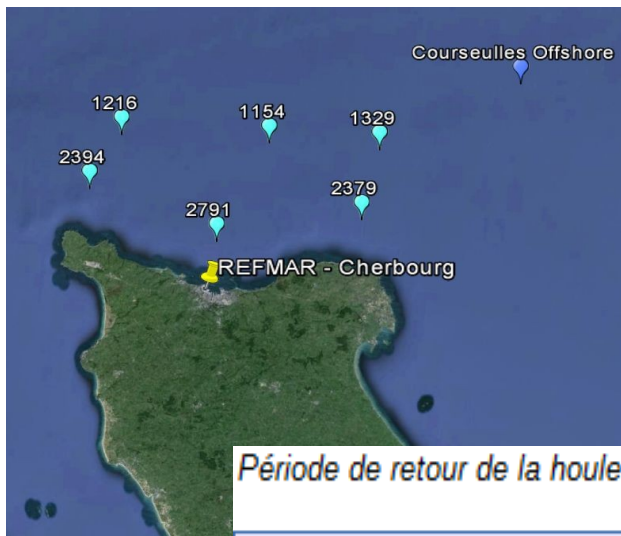 Courseulles Offshore
1216
1154
1329
2394
2379
2791
REFMAR - Cherbourg
Période de retour de la houle